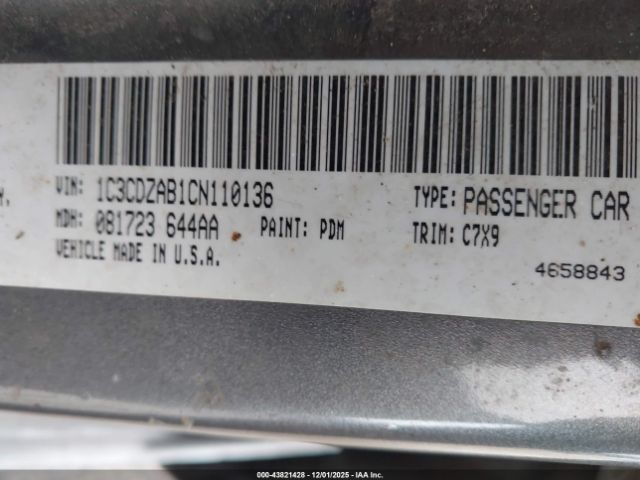 Y.
VIN: 1C3CDZAB1CN110136 TYPE: PASSENGER CAR
MDH: 081723 644AA PAINT: PDM TRIM: C7X9
VEHICLE MADE IN U.S.A.
4658843
000-43821428 - 12/01/2025 - IAA Inc.